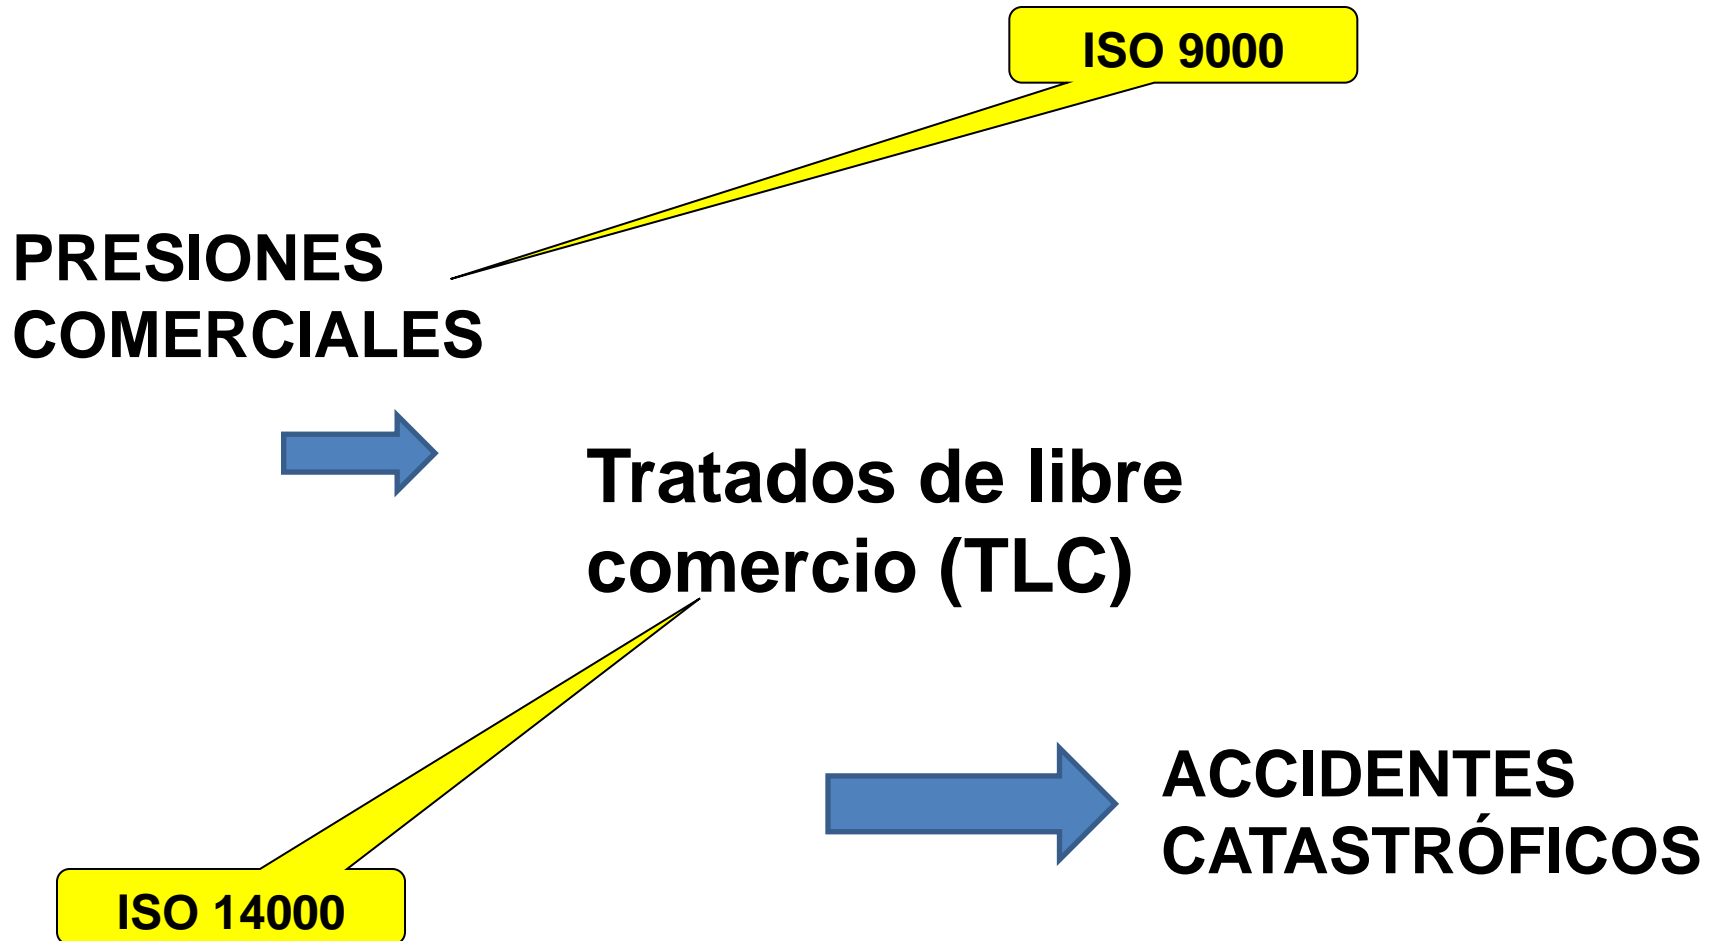 ISO 9000
PRESIONES
COMERCIALES
Tratados de libre
comercio (TLC)
ACCIDENTES
CATASTRÓFICOS
ISO 14000